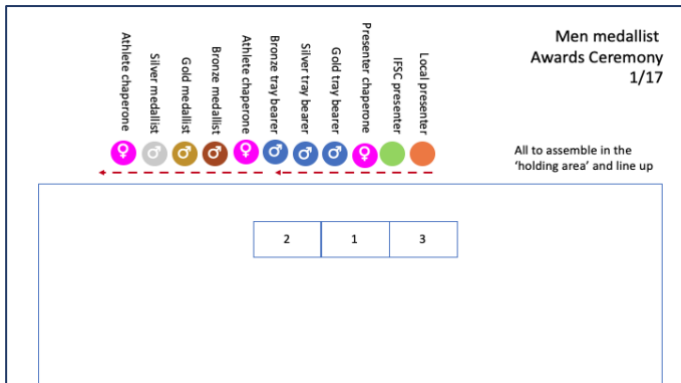 Men medallist
Awards Ceremony
1/17
Athlete chaperone
Silver medallist
Gold medallist
Bronze medallist
Athlete chaperone
Bronze tray bearer
Silver tray bearer
Gold tray bearer
Presenter chaperone
IFSC presenter
Local presenter
All to assemble in the
‘holding area’ and line up
2 1 3